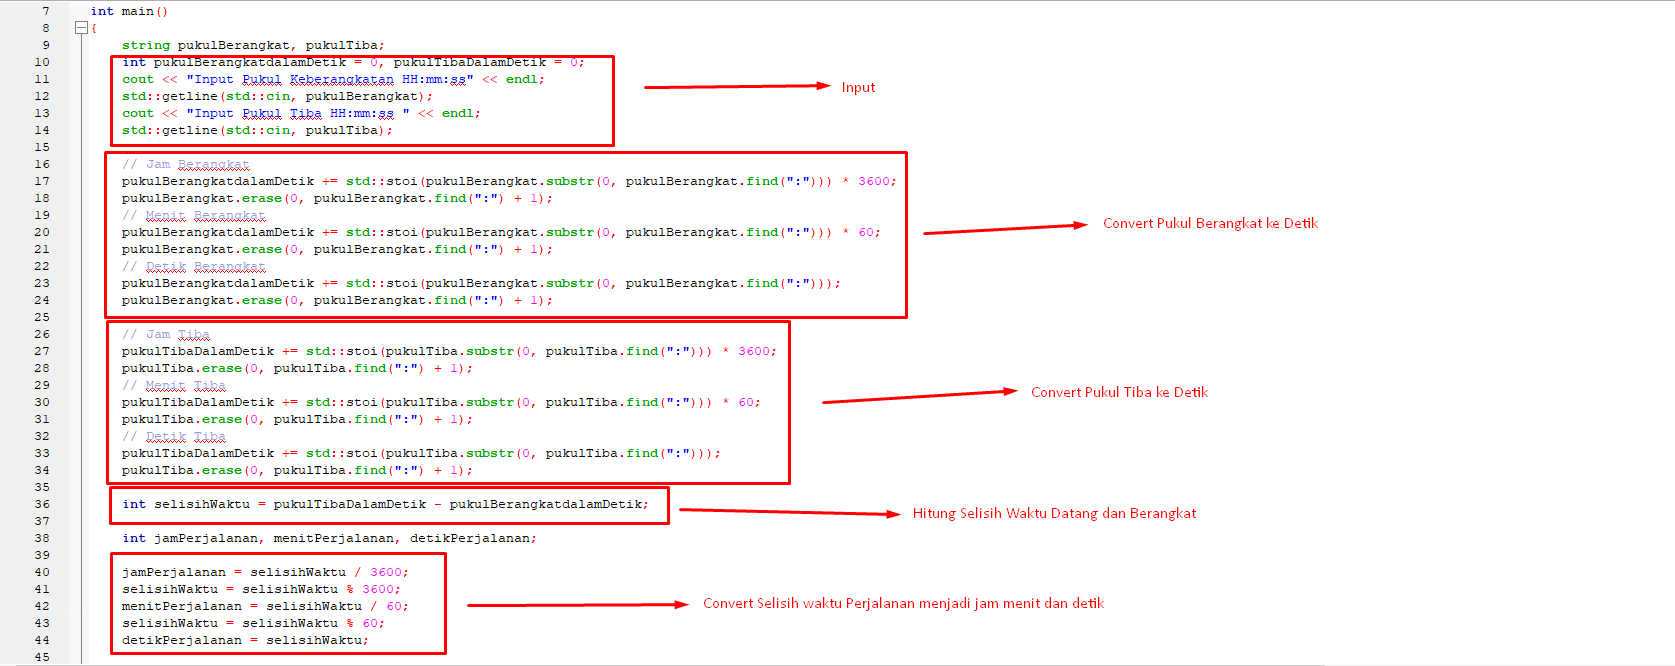 7 int main()
8 {
9 string pukulBerangkat, pukulTiba;
10 int pukulBerangkatdalamDetik = 0, pukulTibaDalamDetik = 0;
11 cout << "Input Pukul Keberangkatan HH:mm:ss" << endl;
12 std::getline(std::cin, pukulBerangkat);
13 cout << "Input Pukul Tiba HH:mm:ss " << endl;
14 std::getline(std::cin, pukulTiba);
Input
15
16 // Jam Berangkat
17 pukulBerangkatdalamDetik += std::stoi(pukulBerangkat.substr(0, pukulBerangkat.find(":"))) * 3600;
18 pukulBerangkat.erase(0, pukulBerangkat.find(":") + 1);
19 // Menit Berangkat
20 pukulBerangkatdalamDetik += std::stoi(pukulBerangkat.substr(0, pukulBerangkat.find(":"))) * 60;
21 pukulBerangkat.erase(0, pukulBerangkat.find(":") + 1);
22 // Detik Berangkat
23 pukulBerangkatdalamDetik += std::stoi(pukulBerangkat.substr(0, pukulBerangkat.find(":")));
24 pukulBerangkat.erase(0, pukulBerangkat.find(":") + 1);
Convert Pukul Berangkat ke Detik
25
26 // Jam Tiba
27 pukulTibaDalamDetik += std::stoi(pukulTiba.substr(0, pukulTiba.find(":"))) * 3600;
28 pukulTiba.erase(0, pukulTiba.find(":") + 1);
29 // Menit Tiba
30 pukulTibaDalamDetik += std::stoi(pukulTiba.substr(0, pukulTiba.find(":"))) * 60;
31 pukulTiba.erase(0, pukulTiba.find(":") + 1);
32 // Detik Tiba
33 pukulTibaDalamDetik += std::stoi(pukulTiba.substr(0, pukulTiba.find(":")));
34 pukulTiba.erase(0, pukulTiba.find(":") + 1);
Convert Pukul Tiba ke Detik
35
36 int selisihWaktu = pukulTibaDalamDetik - pukulBerangkatdalamDetik;
Hitung Selisih Waktu Datang dan Berangkat
37
38 int jamPerjalanan, menitPerjalanan, detikPerjalanan;
39
40 jamPerjalanan = selisihWaktu / 3600;
41 selisihWaktu = selisihWaktu % 3600;
42 menitPerjalanan = selisihWaktu / 60;
43 selisihWaktu = selisihWaktu % 60;
44 detikPerjalanan = selisihWaktu;
Convert Selisih waktu Perjalanan menjadi jam menit dan detik
45